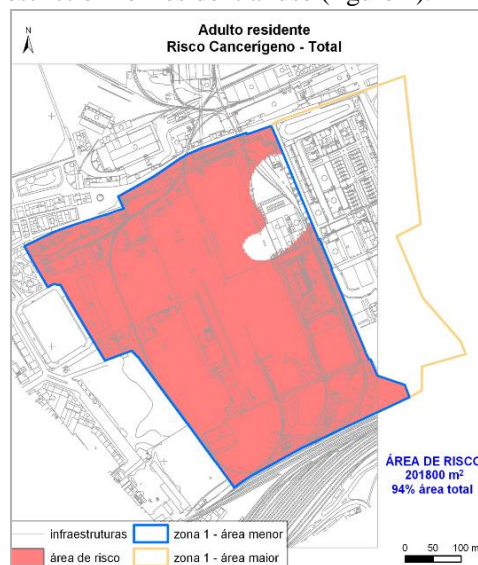 Adulto residente
Risco Cancerígeno - Total
N
ÁREA DE RISCO
201800 m²
94% área total
infraestruturas
zona 1 - área menor
área de risco
zona 1 - área maior
0 50 100 m